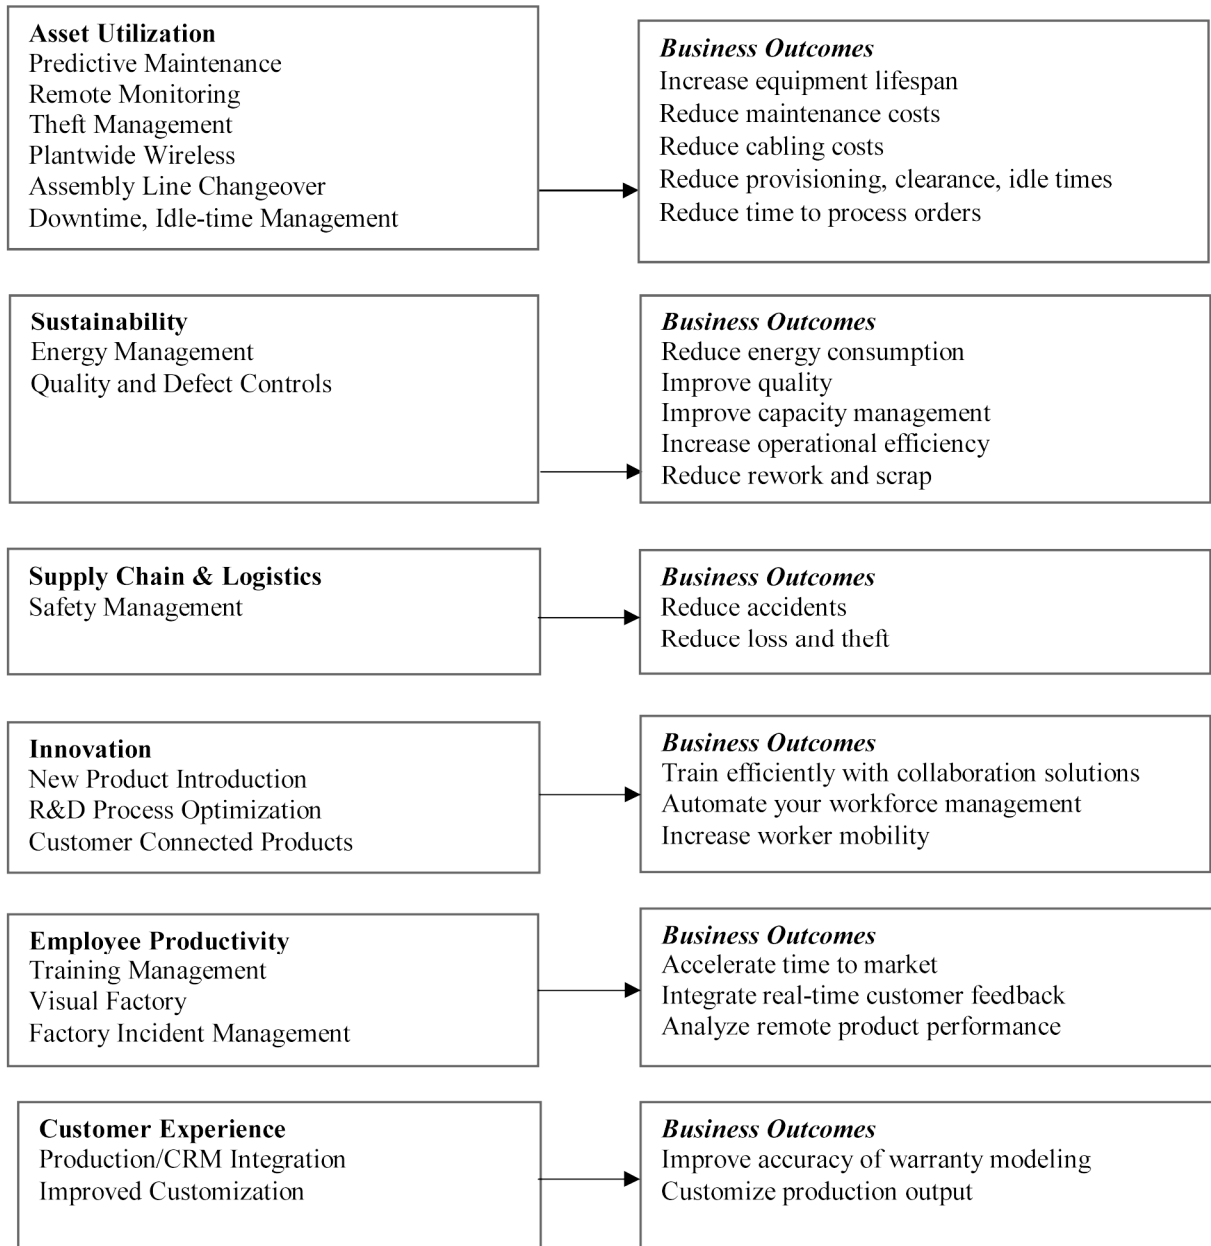 Asset Utilization
Predictive Maintenance
Remote Monitoring
Theft Management
Plantwide Wireless
Assembly Line Changeover
Downtime, Idle-time Management
Business Outcomes
Increase equipment lifespan
Reduce maintenance costs
Reduce cabling costs
Reduce provisioning, clearance, idle times
Reduce time to process orders
Sustainability
Energy Management
Quality and Defect Controls
Business Outcomes
Reduce energy consumption
Improve quality
Improve capacity management
Increase operational efficiency
Reduce rework and scrap
Supply Chain & Logistics
Safety Management
Business Outcomes
Reduce accidents
Reduce loss and theft
Innovation
New Product Introduction
R&D Process Optimization
Customer Connected Products
Business Outcomes
Train efficiently with collaboration solutions
Automate your workforce management
Increase worker mobility
Employee Productivity
Training Management
Visual Factory
Factory Incident Management
Business Outcomes
Accelerate time to market
Integrate real-time customer feedback
Analyze remote product performance
Customer Experience
Production/CRM Integration
Improved Customization
Business Outcomes
Improve accuracy of warranty modeling
Customize production output